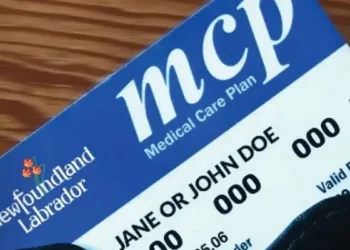 mcp
Medical Care Plan
Newfoundland
Labrador
JANE OR JOHN DOE
000 000 000
Valid